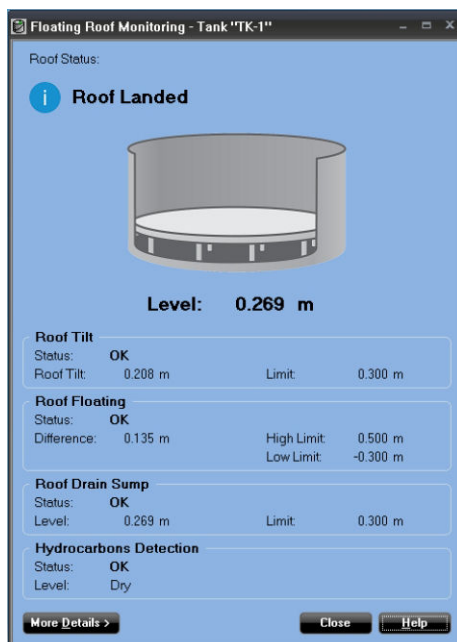 Floating Roof Monitoring - Tank "TK-1"
Roof Status:
i Roof Landed
Level: 0.269 m
Roof Tilt
Status: OK
Roof Tilt: 0.208 m Limit: 0.300 m
Roof Floating
Status: OK
Difference: 0.135 m High Limit: 0.500 m
Low Limit: -0.300 m
Roof Drain Sump
Status: OK
Level: 0.269 m Limit: 0.300 m
Hydrocarbons Detection
Status: OK
Level: Dry
More Details > Close Help